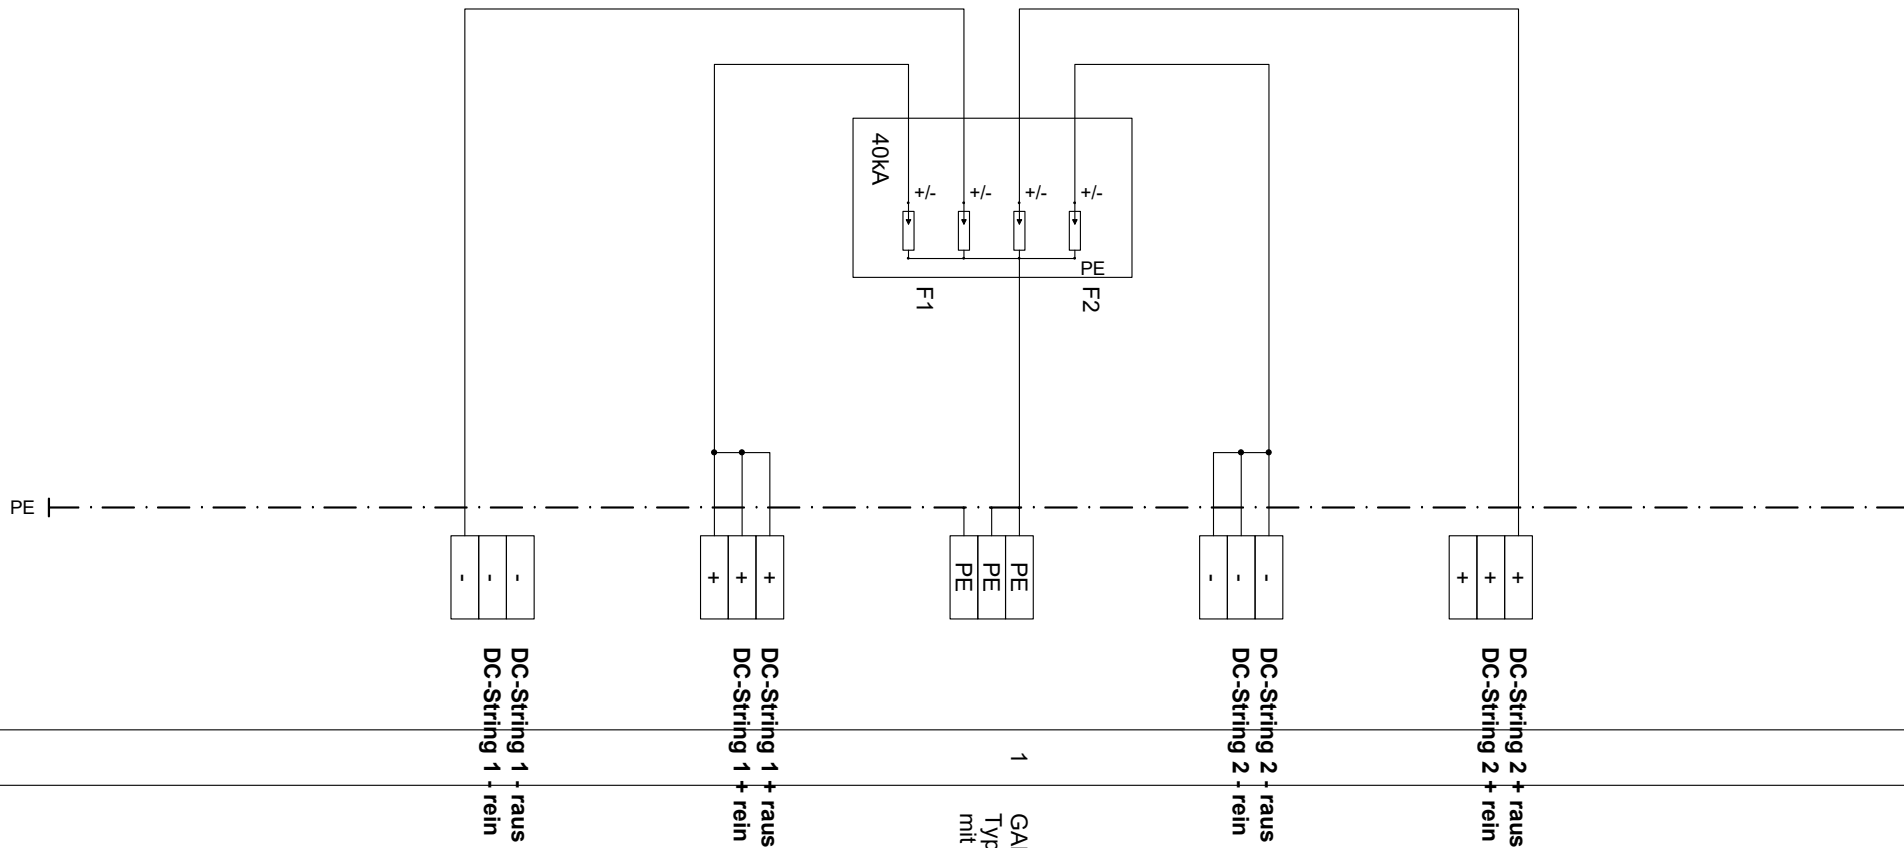 40kA
+/- +/- +/- +/-
PE
F1 F2
PE
- - -
+ + +
PE PE PE
- - -
+ + +
DC-String 1 - raus
DC-String 1 - rein
DC-String 1 + raus
DC-String 1 + rein
DC-String 2 - raus
DC-String 2 - rein
DC-String 2 + raus
DC-String 2 + rein
1
Typ
mit